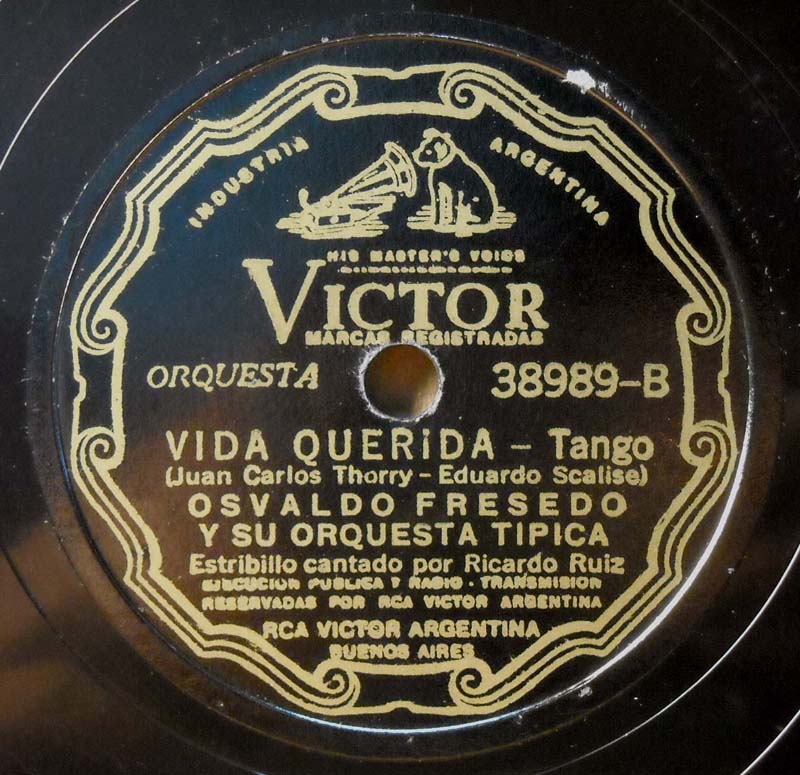 INDUSTRIA ARGENTINA
HIS MASTER'S VOICE
VICTOR
MARCAS REGISTRADAS
ORQUESTA 38989-B
VIDA QUERIDA - Tango
(Juan Carlos Thorry - Eduardo Scalise)
OSVALDO FRESEDO
Y SU ORQUESTA TIPICA
Estribillo cantado por Ricardo Ruiz
EJECUCION PUBLICA Y RADIO - TRANSMISION
RESERVADAS POR RCA VICTOR ARGENTINA
RCA VICTOR ARGENTINA
BUENOS AIRES